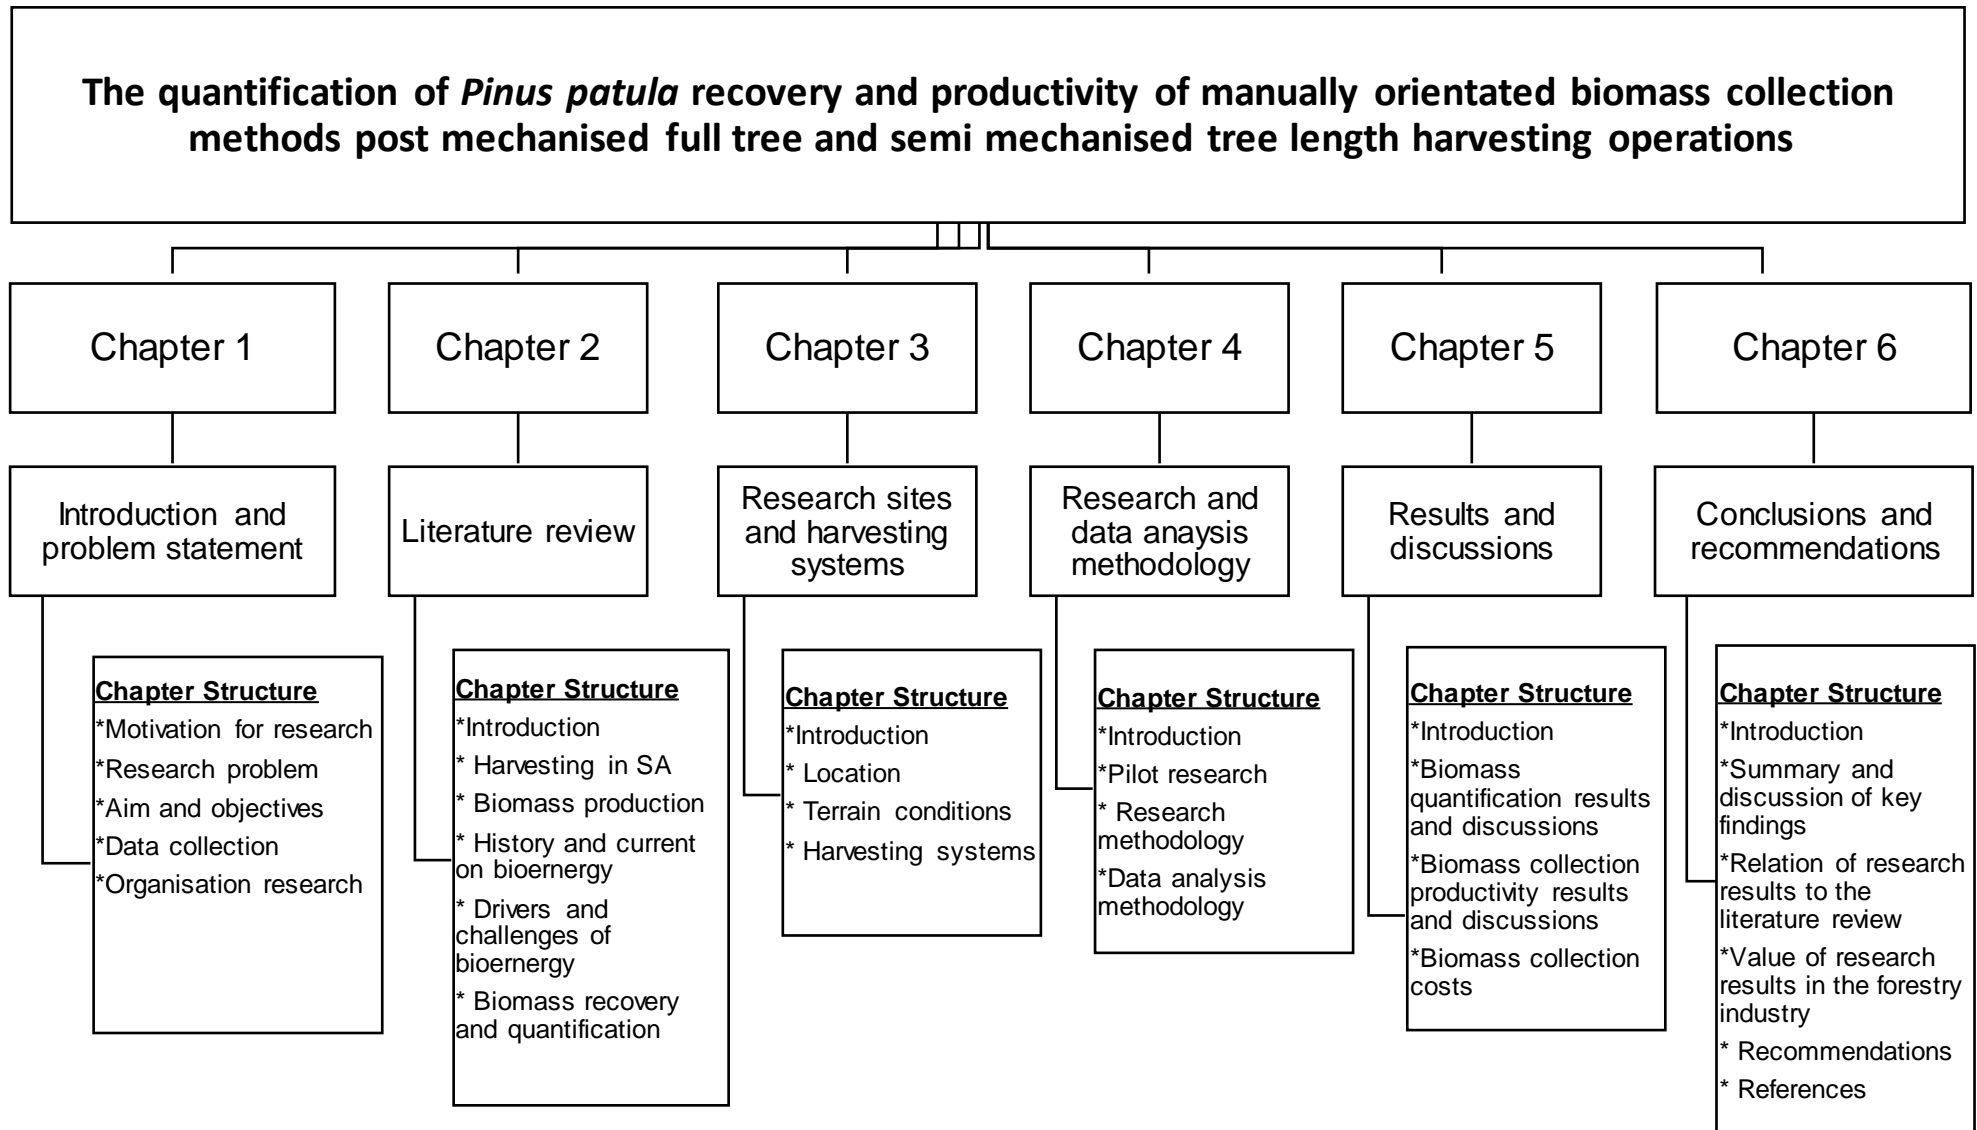 The quantification of Pinus patula recovery and productivity of manually orientated biomass collection
methods post mechanised full tree and semi mechanised tree length harvesting operations
Chapter 1
Chapter 2
Chapter 3
Chapter 4
Chapter 5
Chapter 6
Introduction and
problem statement
Literature review
Research sites
and harvesting
systems
Research and
data anaysis
methodology
Results and
discussions
Conclusions and
recommendations
Chapter Structure
*Motivation for research
*Research problem
*Aim and objectives
*Data collection
*Organisation research
Chapter Structure
*Introduction
* Harvesting in SA
* Biomass production
* History and current
on bioernergy
* Drivers and
challenges of
bioernergy
* Biomass recovery
and quantification
Chapter Structure
*Introduction
* Location
* Terrain conditions
* Harvesting systems
Chapter Structure
*Introduction
*Pilot research
* Research
methodology
*Data analysis
methodology
Chapter Structure
*Introduction
*Biomass
quantification results
and discussions
*Biomass collection
productivity results
and discussions
*Biomass collection
costs
Chapter Structure
*Introduction
*Summary and
discussion of key
findings
*Relation of research
results to the
literature review
*Value of research
results in the forestry
industry
* Recommendations
* References